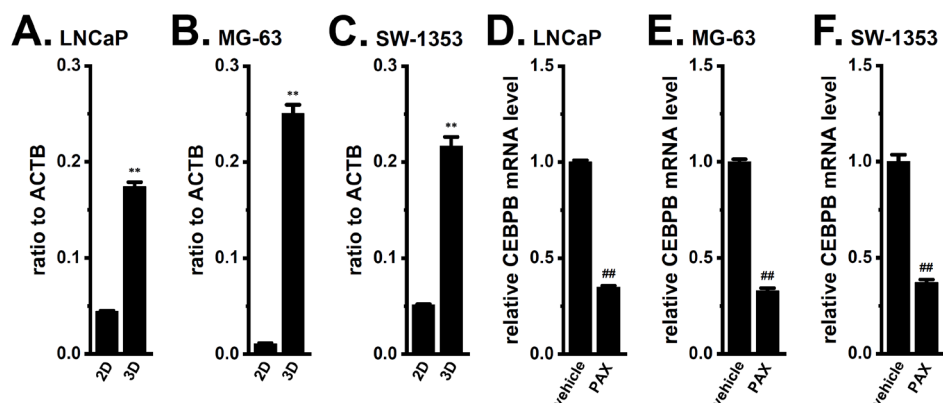 A. LNCaP
B. MG-63
C. SW-1353
D. LNCaP
E. MG-63
F. SW-1353
ratio to ACTB
0.3
0.2
0.1
0.0
**
2D
3D
ratio to ACTB
0.3
0.2
0.1
0.0
**
2D
3D
ratio to ACTB
0.3
0.2
0.1
0.0
**
2D
3D
relative CEBPB mRNA level
1.5
1.0
0.5
0.0
##
vehicle
PAX
relative CEBPB mRNA level
1.5
1.0
0.5
0.0
##
vehicle
PAX
relative CEBPB mRNA level
1.5
1.0
0.5
0.0
##
vehicle
PAX